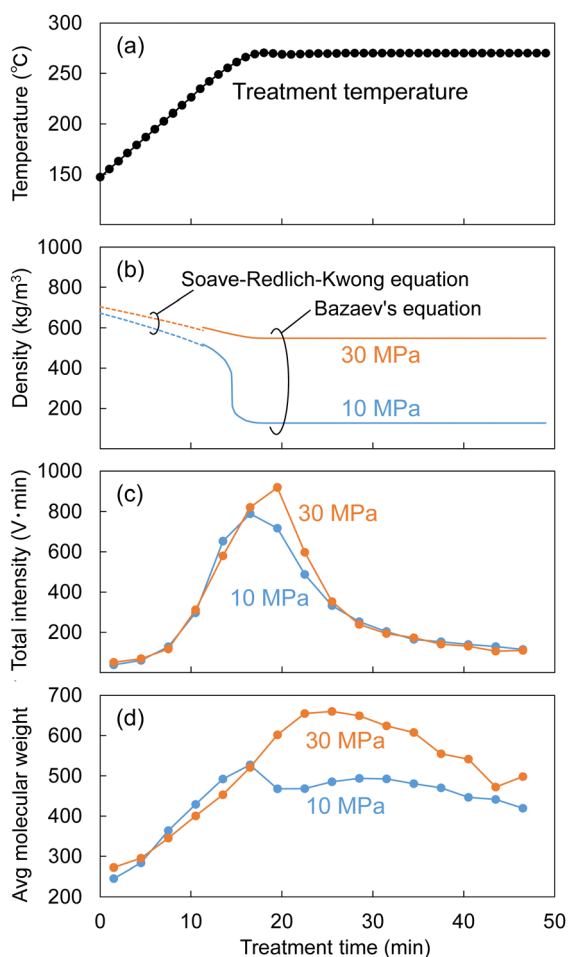 300
250
200
150
Temperature (℃)
(a)
Treatment temperature
1000
800
600
400
200
Density (kg/m³)
(b)
Soave-Redlich-Kwong equation
Bazaev's equation
30 MPa
10 MPa
1000
800
600
400
200
Total intensity (V·min)
(c)
30 MPa
10 MPa
700
600
500
400
300
200
Avg molecular weight
(d)
30 MPa
10 MPa
0 10 20 30 40 50
Treatment time (min)